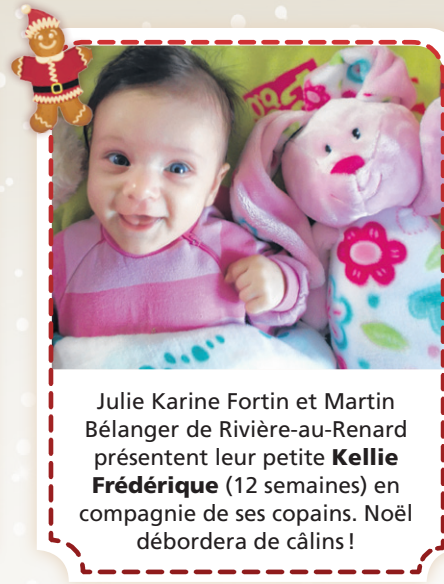 Julie Karine Fortin et Martin
Bélanger de Rivière-au-Renard
présentent leur petite Kellie
Frédérique (12 semaines) en
compagnie de ses copains. Noël
débordera de câlins !